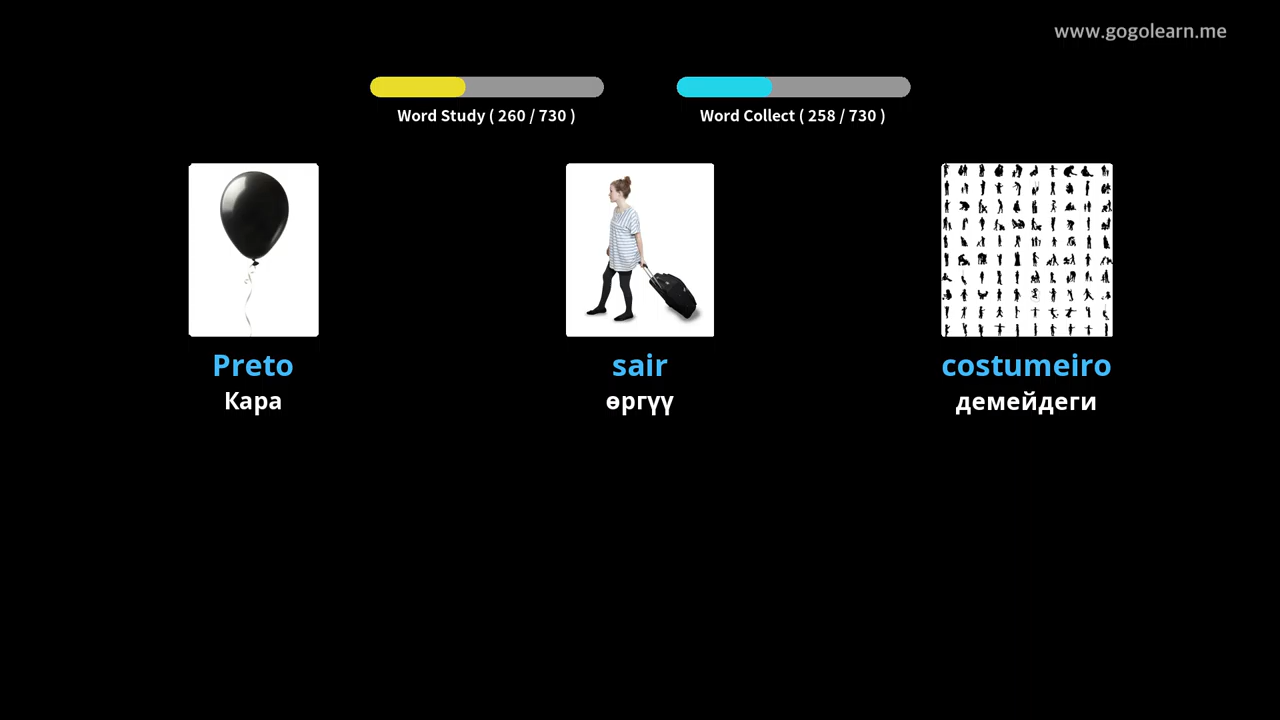 www.gogolearn.me
Word Study ( 260 / 730 )
Word Collect ( 258 / 730 )
Preto
Кара
sair
өргүү
costumeiro
демейдеги